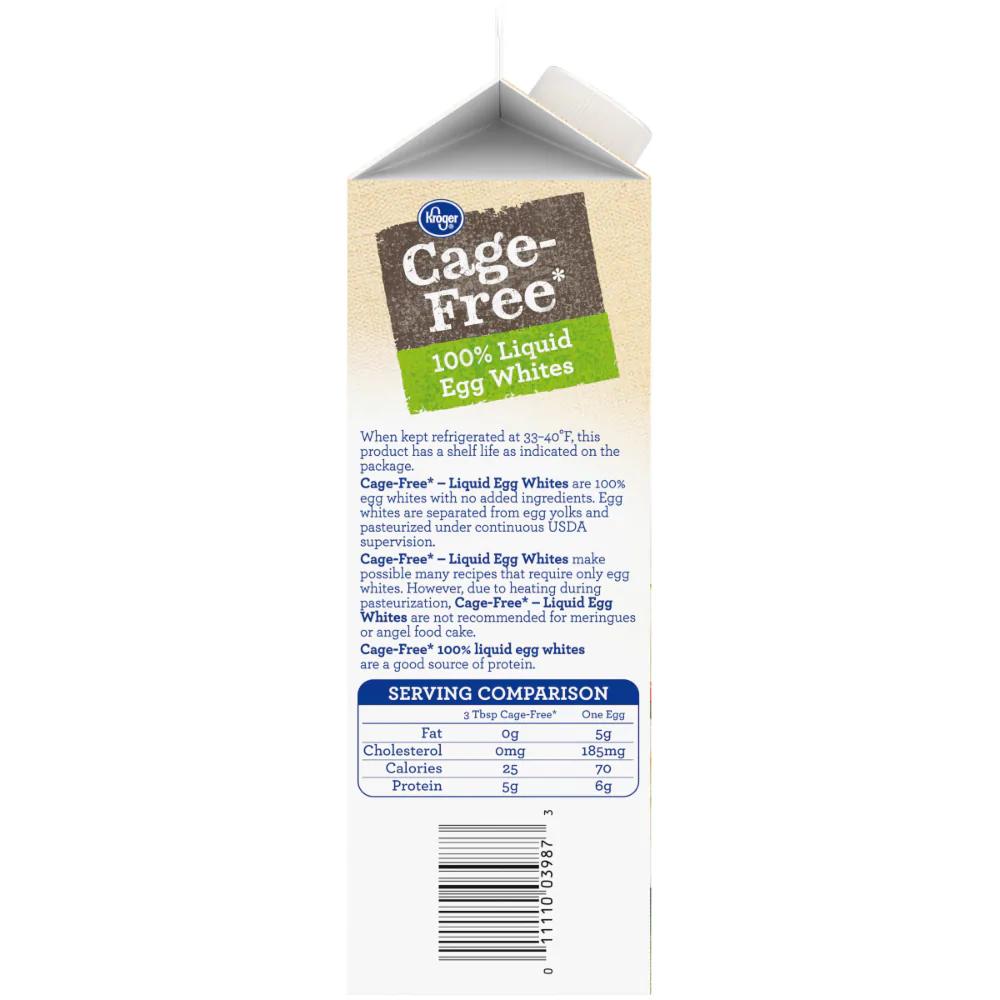 Kroger®
Cage-
Free*
100% Liquid
Egg Whites
When kept refrigerated at 33-40°F, this
product has a shelf life as indicated on the
package.
Cage-Free* – Liquid Egg Whites are 100%
egg whites with no added ingredients. Egg
whites are separated from egg yolks and
pasteurized under continuous USDA
supervision.
Cage-Free* – Liquid Egg Whites make
possible many recipes that require only egg
whites. However, due to heating during
pasteurization, Cage-Free* – Liquid Egg
Whites are not recommended for meringues
or angel food cake.
Cage-Free* 100% liquid egg whites
are a good source of protein.
SERVING COMPARISON
3 Tbsp Cage-Free* One Egg
Fat 0g 5g
Cholesterol 0mg 185mg
Calories 25 70
Protein 5g 6g
0 11110 03987 3